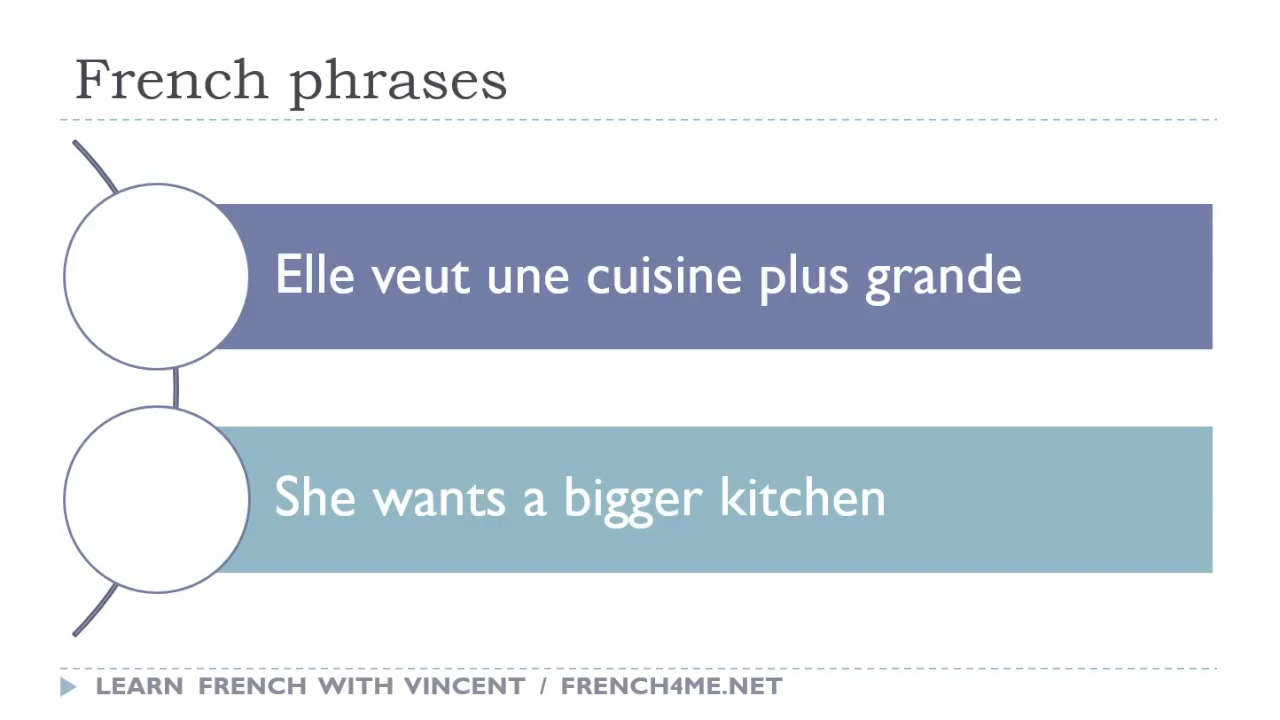 French phrases
Elle veut une cuisine plus grande
She wants a bigger kitchen
LEARN FRENCH WITH VINCENT / FRENCH4ME.NET